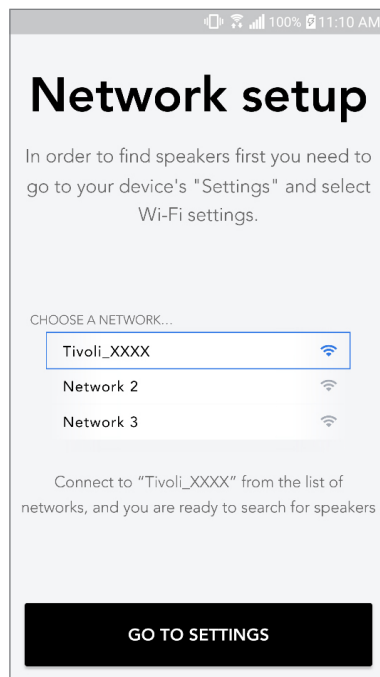 100% 11:10 AM
Network setup
In order to find speakers first you need to
go to your device's "Settings" and select
Wi-Fi settings.
CHOOSE A NETWORK...
Tivoli_XXXX
Network 2
Network 3
Connect to “Tivoli_XXXX” from the list of
networks, and you are ready to search for speakers
GO TO SETTINGS